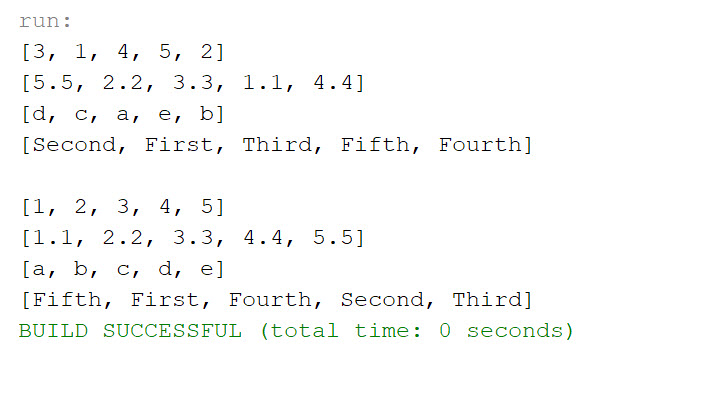 run:
[3, 1, 4, 5, 2]
[5.5, 2.2, 3.3, 1.1, 4.4]
[d, c, a, e, b]
[Second, First, Third, Fifth, Fourth]
[1, 2, 3, 4, 5]
[1.1, 2.2, 3.3, 4.4, 5.5]
[a, b, c, d, e]
[Fifth, First, Fourth, Second, Third]
BUILD SUCCESSFUL (total time: 0 seconds)